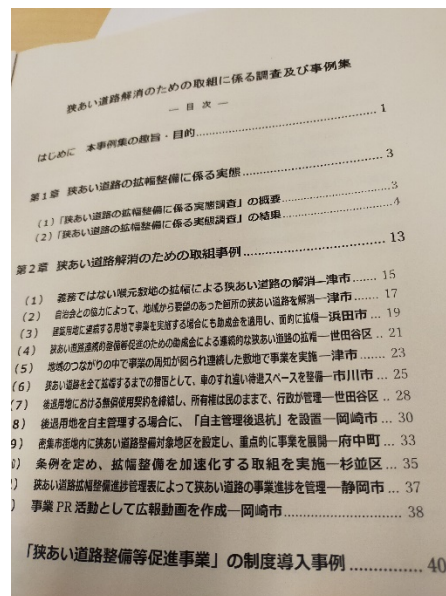 狭あい道路解消のための取組に係る調査及び事例集
― 目 次 ―
はじめに 本事例集の趣旨・目的 1
第1章 狭あい道路の拡幅整備に係る実態 3
(1)「狭あい道路の拡幅整備に係る実態調査」の概要 3
(2)「狭あい道路の拡幅整備に係る実態調査」の結果 4
第2章 狭あい道路解消のための取組事例 13
(1) 義務ではない隅元敷地の拡幅による狭あい道路の解消―津市 15
(2) 自治会との協力によって、地域から要望のあった箇所の狭あい道路を解消―津市 17
(3) 建築用地に連続する用地で事業を実施する場合にも助成金を適用し、面的に拡幅―浜田市 19
(4) 狭あい道路連続的整備等促進のための助成金による連続的な狭あい道路の拡幅―世田谷区 21
(5) 地域のつながりの中で事業の周知が図られ連続した敷地で事業を実施―津市 23
(6) 狭あい道路を全て拡幅するまでの措置として、車のすれ違い待避スペースを整備―市川市 25
7) 後退用地における無償使用契約を締結し、所有権は民のままで、行政が管理―世田谷区 28
8) 後退用地を自主管理する場合に、「自主管理後退杭」を設置―岡崎市 30
9) 密集市街地内に狭あい道路整備対象地区を設定し、重点的に事業を展開―府中町 33
) 条例を定め、拡幅整備を加速化する取組を実施―杉並区 35
) 狭あい道路拡幅整備進捗管理表によって狭あい道路の事業進捗を管理―静岡市 37
) 事業PR活動として広報動画を作成―岡崎市 38
「狭あい道路整備等促進事業」の制度導入事例 40